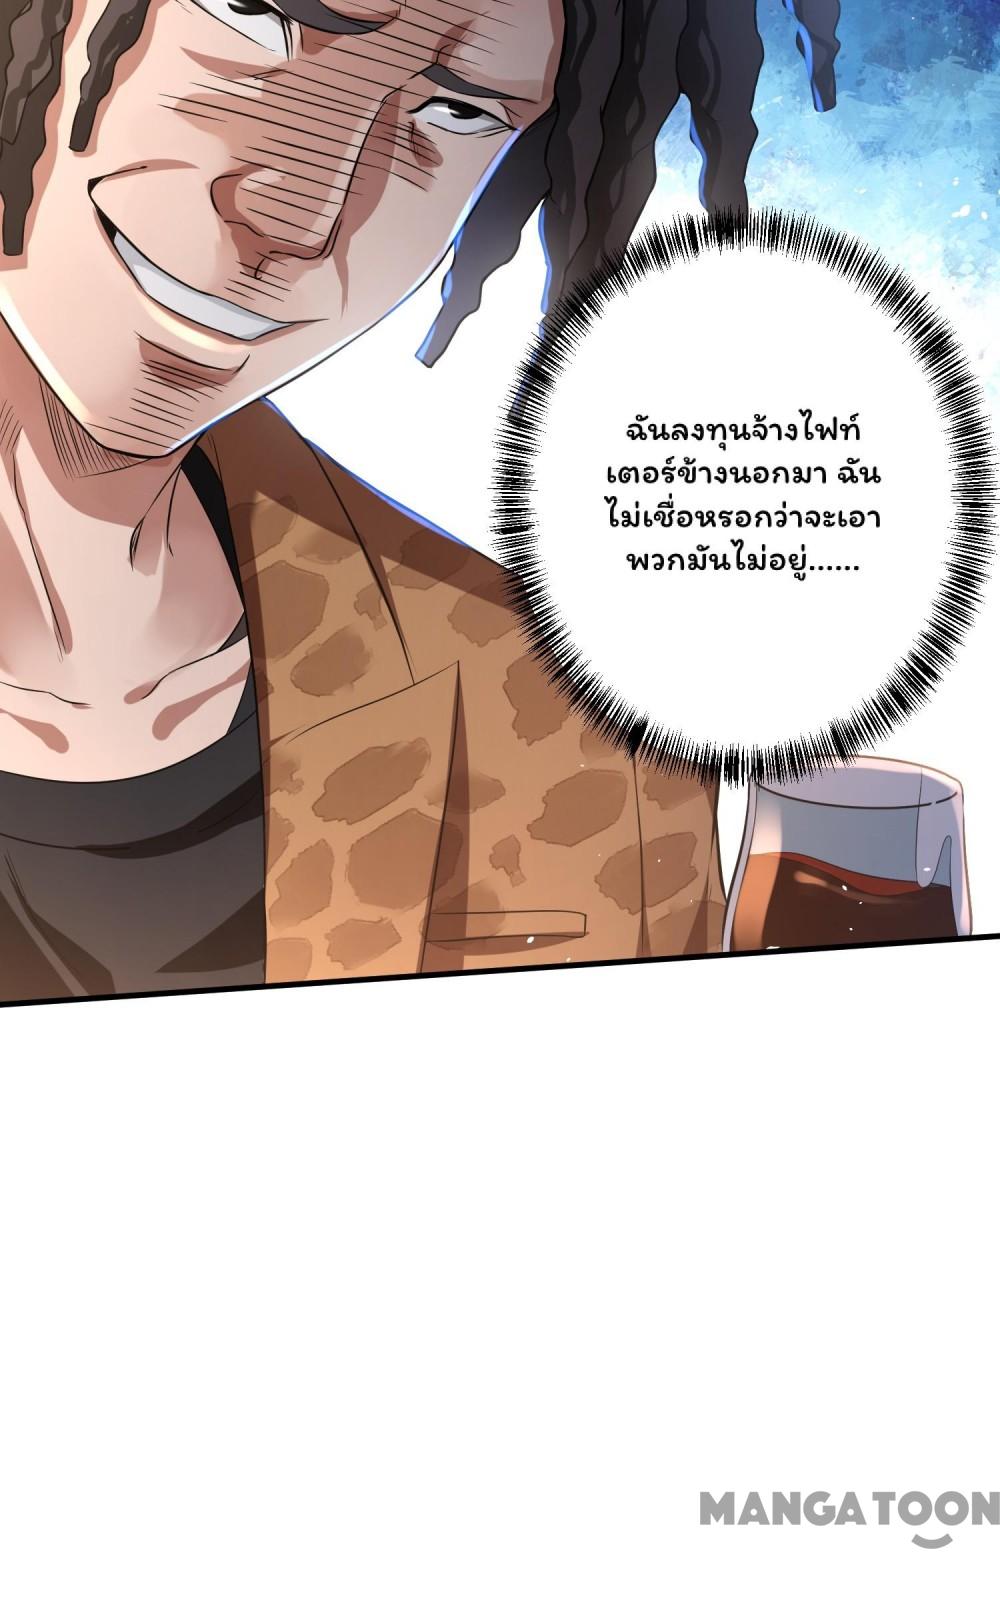 ฉันลงทุนจ้างไฟท์
เตอร์ข้างนอกมา ฉัน
ไม่เชื่อหรอกว่าจะเอา
พวกมันไม่อยู่......
MANGATOON